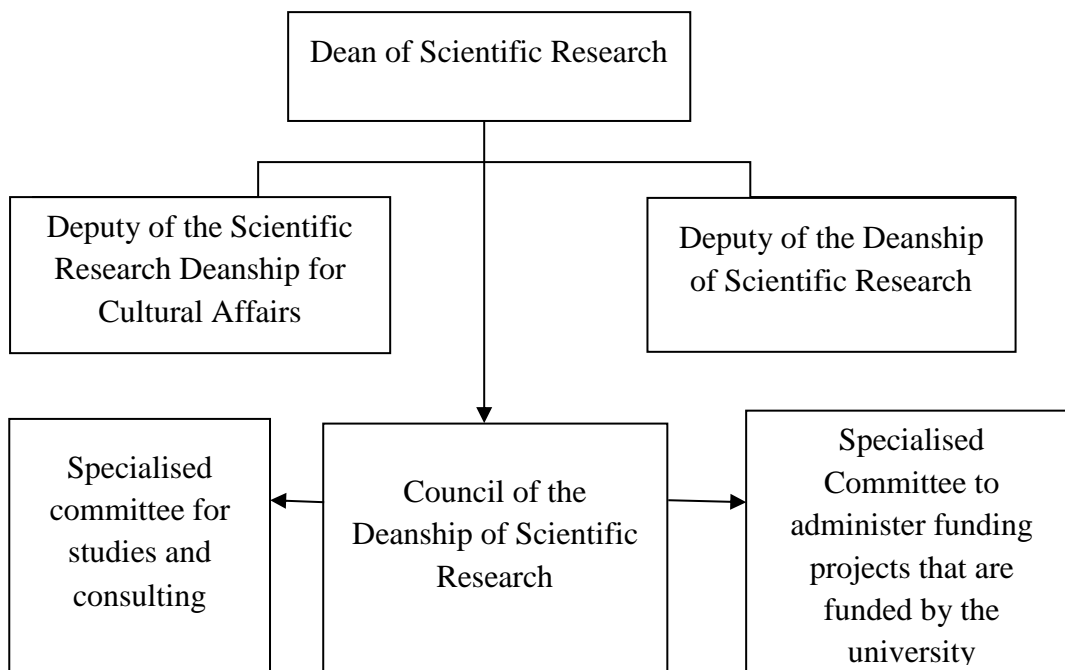 Dean of Scientific Research
Deputy of the Scientific
Research Deanship for
Cultural Affairs
Deputy of the Deanship
of Scientific Research
Specialised
committee for
studies and
consulting
Council of the
Deanship of Scientific
Research
Specialised
Committee to
administer funding
projects that are
funded by the
university